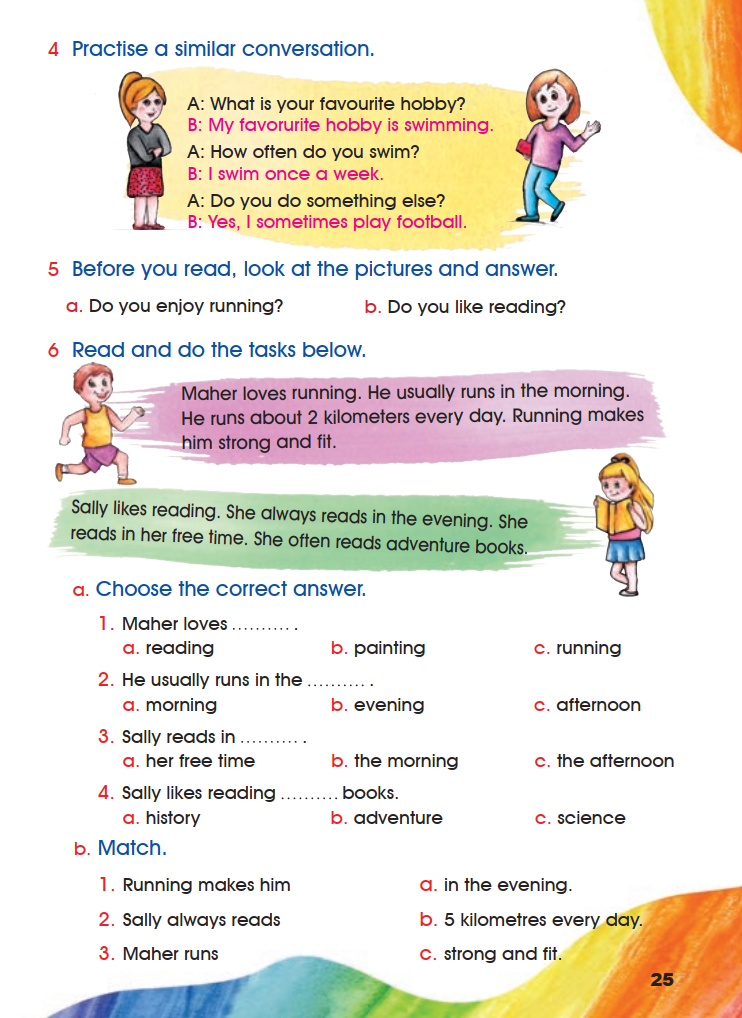 4 Practise a similar conversation.
A: What is your favourite hobby?
B: My favorurite hobby is swimming.
A: How often do you swim?
B: I swim once a week.
A: Do you do something else?
B: Yes, I sometimes play football.
5 Before you read, look at the pictures and answer.
a. Do you enjoy running? b. Do you like reading?
6 Read and do the tasks below.
Maher loves running. He usually runs in the morning.
He runs about 2 kilometers every day. Running makes
him strong and fit.
Sally likes reading. She always reads in the evening. She
reads in her free time. She often reads adventure books.
a. Choose the correct answer.
1. Maher loves .......... .
a. reading b. painting c. running
2. He usually runs in the .......... .
a. morning b. evening c. afternoon
3. Sally reads in .......... .
a. her free time b. the morning c. the afternoon
4. Sally likes reading .......... books.
a. history b. adventure c. science
b. Match.
1. Running makes him a. in the evening.
2. Sally always reads b. 5 kilometres every day.
3. Maher runs c. strong and fit.
25